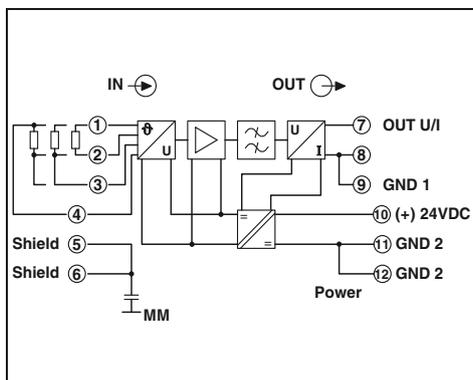 IN OUT
1 ϑ U 7 OUT U/I
2 U I 8
3 9 GND 1
4 = 10 (+) 24VDC
Shield 5 = 11 GND 2
Shield 6 12 GND 2
Power
MM